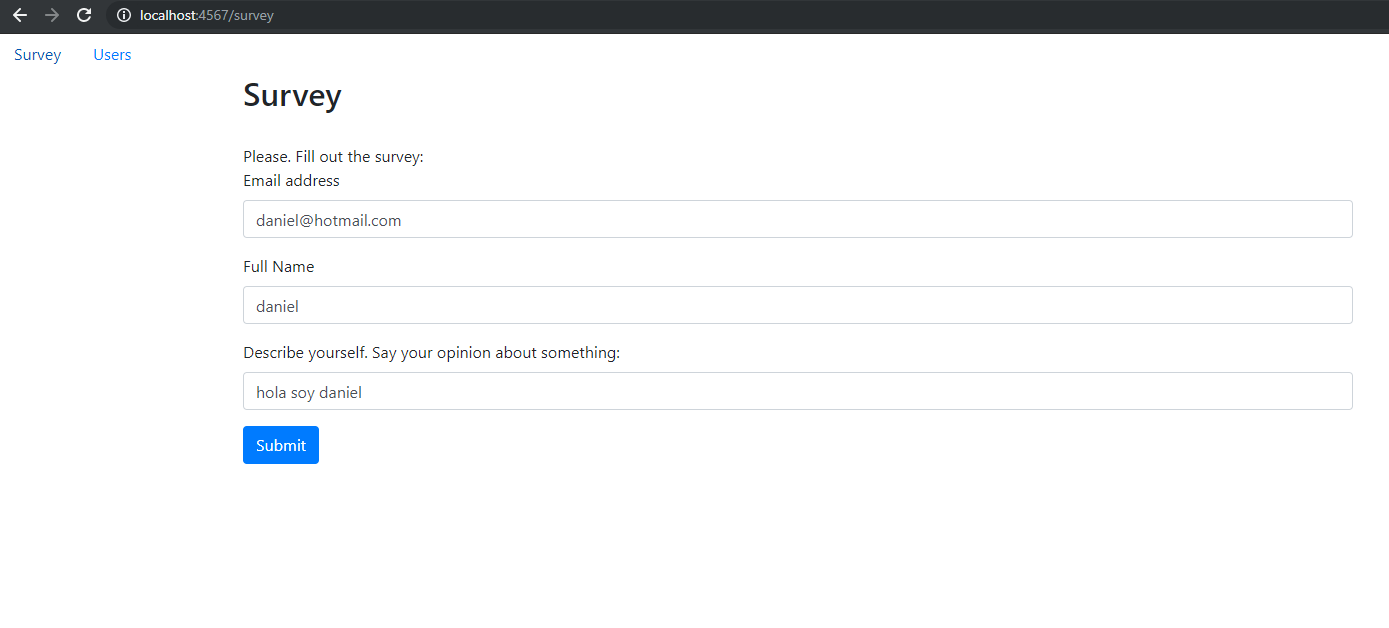 localhost:4567/survey
Survey Users
Survey
Please. Fill out the survey:
Email address
daniel@hotmail.com
Full Name
daniel
Describe yourself. Say your opinion about something:
hola soy daniel
Submit